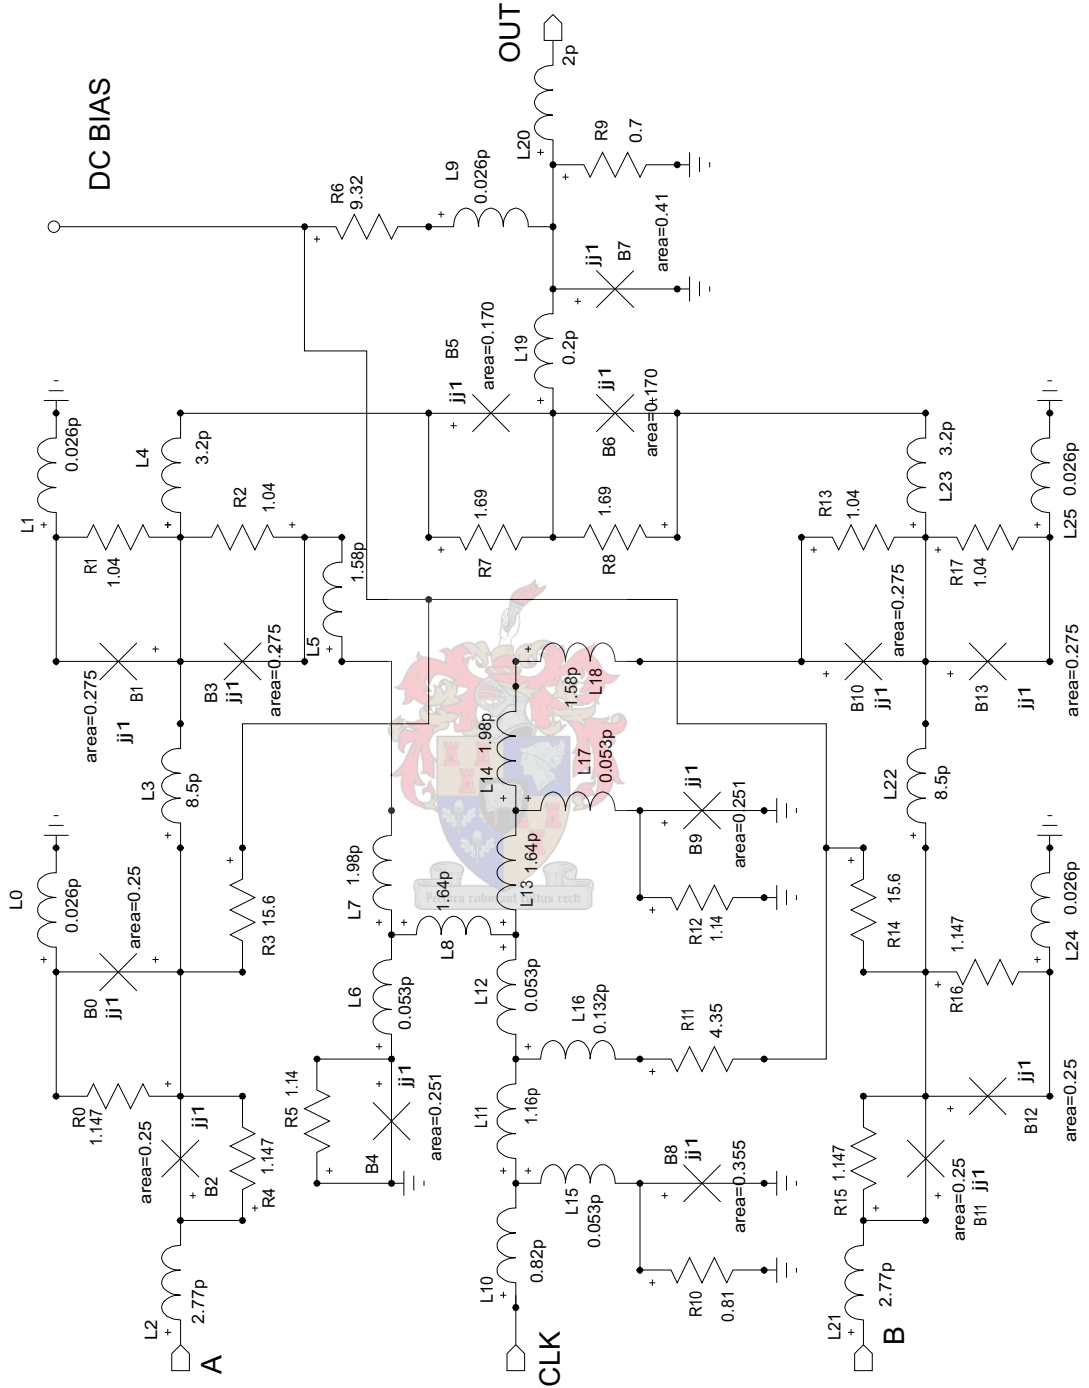 DC BIAS
OUT
L20
2p
R9
0.7
L9
0.026p
R6
9.32
jj1
B7
area=0.41
L19
0.2p
B5
area=0.170
jj1
jj1
B6
area=0.170
L1
0.026p
L4
3.2p
R1
1.04
R2
1.04
R7
1.69
R8
1.69
R13
1.04
L23
3.2p
R17
1.04
L25
0.026p
L5
1.58p
area=0.275
B1
jj1
B3
jj1
area=0.275
1.58p
L18
area=0.275
B10
jj1
B13
jj1
area=0.275
L3
8.5p
L14
1.98p
L17
0.053p
L22
8.5p
jj1
B9
area=0.251
L0
0.026p
area=0.25
B0
jj1
R3
15.6
L7
1.98p
L8
1.64p
L13
1.64p
R12
1.14
R14
15.6
L24
0.026p
1.147
R16
L6
0.053p
L12
0.053p
L16
0.132p
R11
4.35
R0
1.147
area=0.25
B2
jj1
R4
1.147
R5
1.14
B4
jj1
area=0.251
L11
1.16p
L15
0.053p
B8
jj1
area=0.355
R15
1.147
B12
jj1
area=0.25
area=0.25
B11
jj1
L2
2.77p
L10
0.82p
R10
0.81
L21
2.77p
A
CLK
B